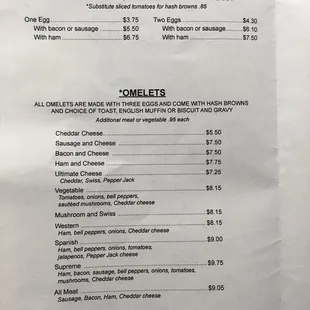 *Substitute sliced tomatoes for hash browns .85
One Egg $3.75
With bacon or sausage $5.50
With ham $6.75
Two Eggs $4.30
With bacon or sausage $6.10
With ham $7.50
*OMELETS
ALL OMELETS ARE MADE WITH THREE EGGS AND COME WITH HASH BROWNS
AND CHOICE OF TOAST, ENGLISH MUFFIN OR BISCUIT AND GRAVY
Additional meat or vegetable .95 each
Cheddar Cheese $5.50
Sausage and Cheese $7.50
Bacon and Cheese $7.50
Ham and Cheese $7.75
Ultimate Cheese $7.25
Cheddar, Swiss, Pepper Jack
Vegetable $8.15
Tomatoes, onions, bell peppers,
sautéed mushrooms, Cheddar cheese
Mushroom and Swiss $8.15
Western $8.15
Ham, bell peppers, onions, Cheddar cheese
Spanish $9.00
Ham, bell peppers, onions, tomatoes,
jalapenos, Pepper Jack cheese
Supreme $9.75
Ham, bacon, sausage, bell peppers, onions, tomatoes,
mushrooms, Cheddar cheese
All Meat $9.05
Sausage, Bacon, Ham, Cheddar cheese